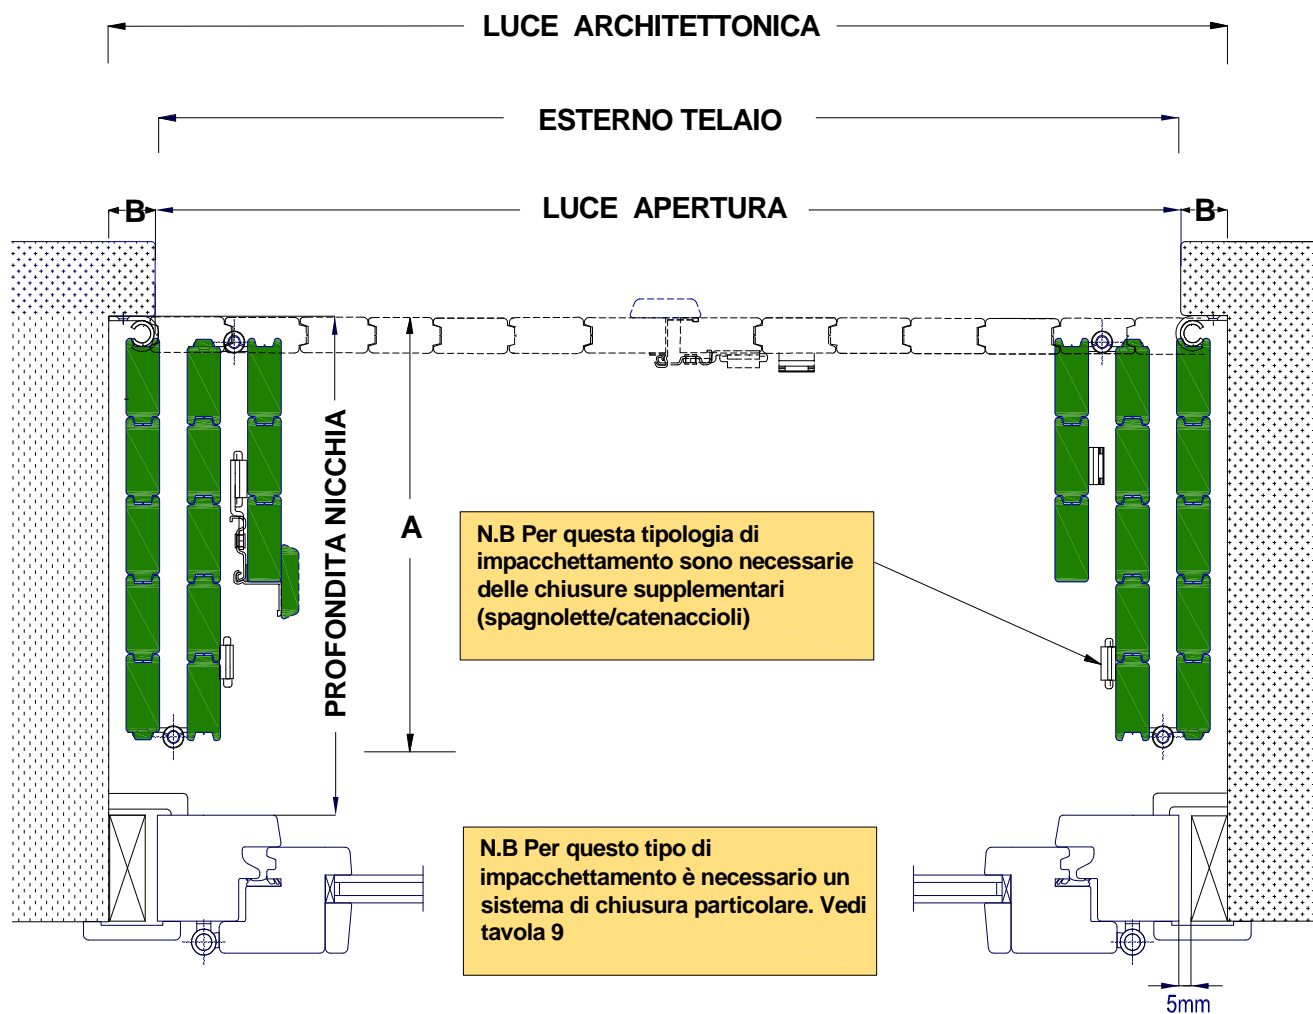 LUCE ARCHITETTONICA
ESTERNO TELAIO
B
LUCE APERTURA
B
PROFONDITA NICCHIA
A
N.B Per questa tipologia di
impacchettamento sono necessarie
delle chiusure supplementari
(spagnolette/catenaccioli)
N.B Per questo tipo di
impacchettamento è necessario un
sistema di chiusura particolare. Vedi
tavola 9
5mm